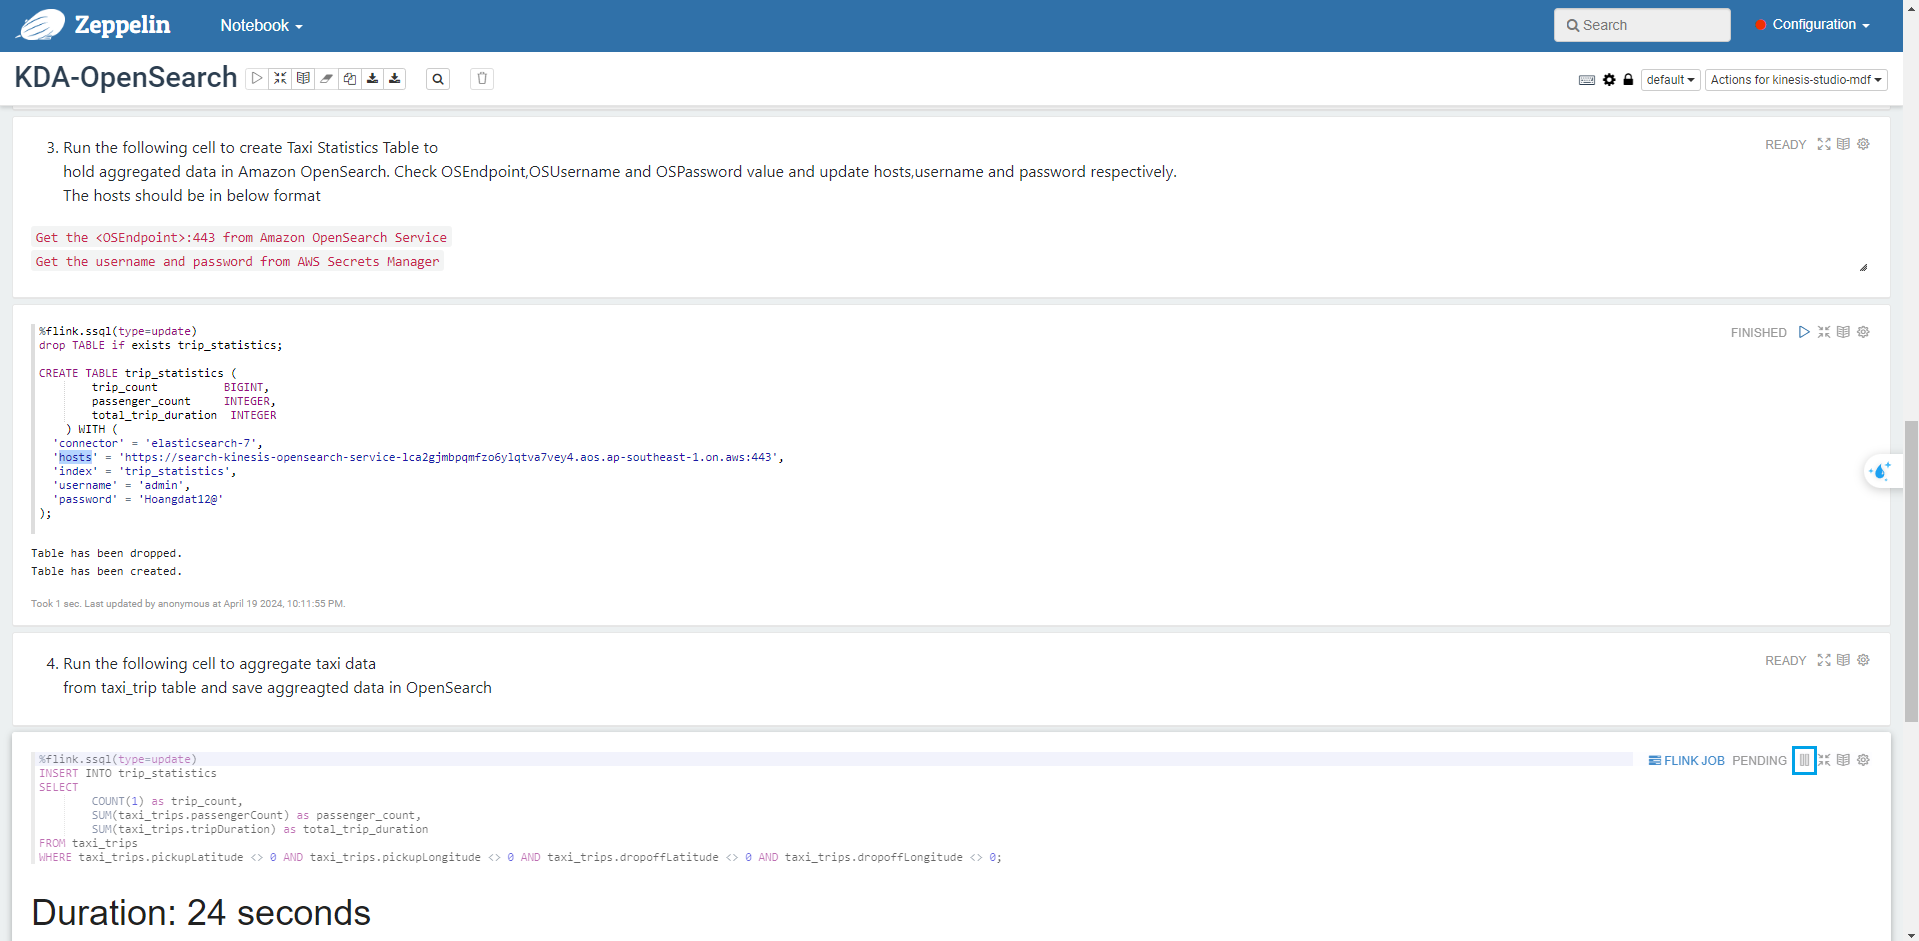 Zeppelin
Notebook
Search
Configuration
KDA-OpenSearch
default
Actions for kinesis-studio-mdf
READY
3. Run the following cell to create Taxi Statistics Table to
hold aggregated data in Amazon OpenSearch. Check OSEndpoint,OSUsername and OSPassword value and update hosts,username and password respectively.
The hosts should be in below format
Get the <OSEndpoint>:443 from Amazon OpenSearch Service
Get the username and password from AWS Secrets Manager
FINISHED
%flink.ssql(type=update)
drop TABLE if exists trip_statistics;
CREATE TABLE trip_statistics (
trip_count BIGINT,
passenger_count INTEGER,
total_trip_duration INTEGER
) WITH (
'connector' = 'elasticsearch-7',
'hosts' = 'https://search-kinesis-opensearch-service-lca2gjmbpqmfzo6ylqtva7vey4.aos.ap-southeast-1.on.aws:443',
'index' = 'trip_statistics',
'username' = 'admin',
'password' = 'Hoangdat12@'
);
Table has been dropped.
Table has been created.
Took 1 sec. Last updated by anonymous at April 19 2024, 10:11:55 PM.
READY
4. Run the following cell to aggregate taxi data
from taxi_trip table and save aggreagted data in OpenSearch
FLINK JOB PENDING
%flink.ssql(type=update)
INSERT INTO trip_statistics
SELECT
COUNT(1) as trip_count,
SUM(taxi_trips.passengerCount) as passenger_count,
SUM(taxi_trips.tripDuration) as total_trip_duration
FROM taxi_trips
WHERE taxi_trips.pickupLatitude <> 0 AND taxi_trips.pickupLongitude <> 0 AND taxi_trips.dropoffLatitude <> 0 AND taxi_trips.dropoffLongitude <> 0;
Duration: 24 seconds